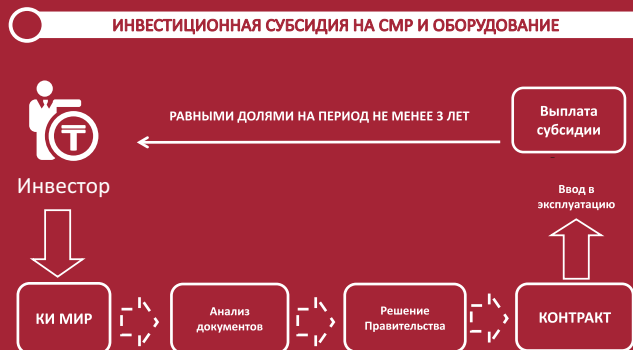 ИНВЕСТИЦИОННАЯ СУБСИДИЯ НА СМР И ОБОРУДОВАНИЕ
РАВНЫМИ ДОЛЯМИ НА ПЕРИОД НЕ МЕНЕЕ 3 ЛЕТ
Выплата
субсидии
Инвестор
Ввод в
эксплуатацию
КИ МИР
Анализ
документов
Решение
Правительства
КОНТРАКТ